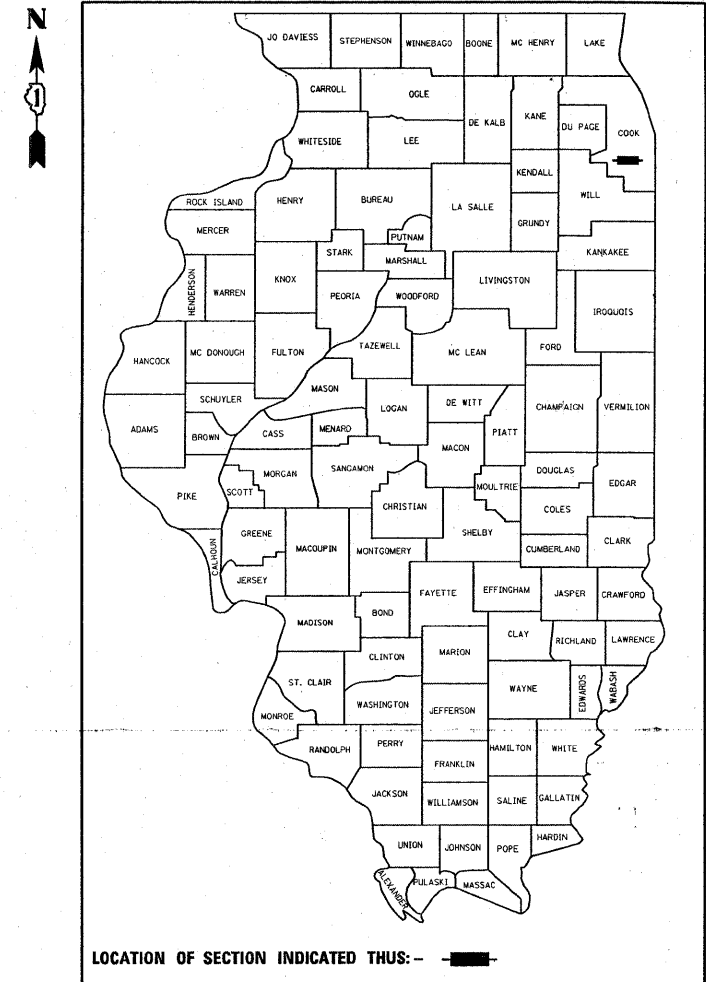 N
1
JO DAVIESS STEPHENSON WINNEBAGO BOONE MC HENRY LAKE
CARROLL OGLE DE KALB KANE DU PAGE COOK
WHITESIDE LEE KENDALL WILL
ROCK ISLAND HENRY BUREAU LA SALLE GRUNDY
MERCER PUTNAM KANKAKEE
STARK MARSHALL
HENDERSON WARREN KNOX PEORIA WOODFORD LIVINGSTON IROQUOIS
HANCOCK MC DONOUGH FULTON TAZEWELL MC LEAN FORD
SCHUYLER MASON LOGAN DE WITT CHAMPAIGN VERMILION
ADAMS BROWN CASS MENARD MACON PIATT
PIKE SCOTT MORGAN SANGAMON CHRISTIAN MOULTRIE DOUGLAS EDGAR
COLES
CALHOUN GREENE MACOUPIN MONTGOMERY SHELBY CUMBERLAND CLARK
JERSEY FAYETTE EFFINGHAM JASPER CRAWFORD
MADISON BOND CLAY RICHLAND LAWRENCE
CLINTON MARION
ST. CLAIR WAYNE EDWARDS WABASH
MONROE WASHINGTON JEFFERSON
RANDOLPH PERRY HAMILTON WHITE
FRANKLIN
JACKSON WILLIAMSON SALINE GALLATIN
UNION JOHNSON POPE HARDIN
ALEXANDER PULASKI MASSAC
LOCATION OF SECTION INDICATED THUS: -